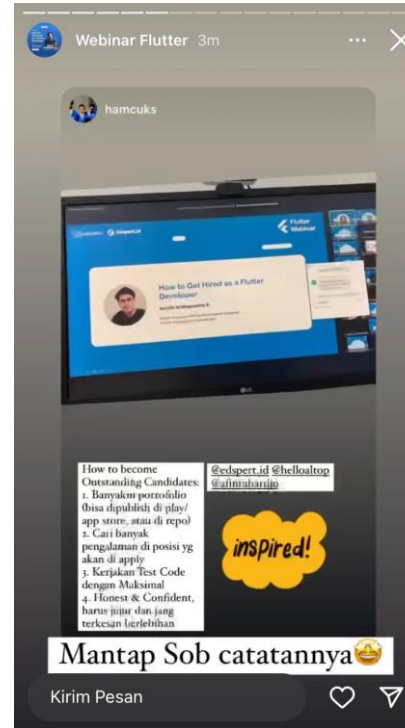 Webinar Flutter 3m
hamcuks
Edspert.id
Flutter
Webinar
How to Get Hired as a Flutter
Developer
LG
How to become
Outstanding Candidates:
1. Banyakin portofolio
(bisa dipublish di play/
app store, atau di repo)
2. Cari banyak
pengalaman di posisi yg
akan di apply
3. Kerjakan Test Code
dengan Maksimal
4. Honest & Confident,
harus jujur dan jang
terkesan berlebihan
@edspert.id @helloaltop
@afinrahardjo
inspired!
Mantap Sob catatannya🤩
Kirim Pesan